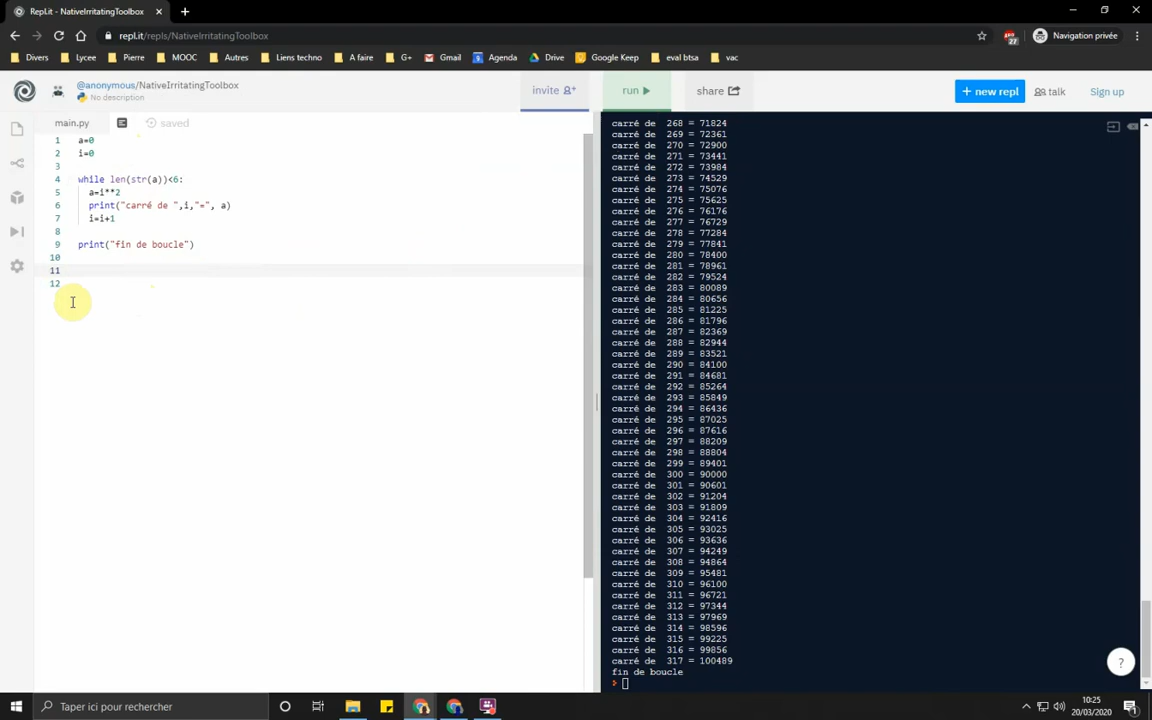 Repl.it - NativeIrritatingToolbox
repl.it/repls/NativeIrritatingToolbox
27
Navigation privée
Divers
Lycee
Pierre
MOOC
Autres
Liens techno
A faire
G+
Gmail
Agenda
Drive
Google Keep
eval btsa
vac
@anonymous/NativeIrritatingToolbox
No description
invite
run
share
+ new repl
talk
Sign up
main.py
saved
1 a=0
2 i=0
3
4 while len(str(a))<6:
5 a=i**2
6 print("carré de ",i,"=", a)
7 i=i+1
8
9 print("fin de boucle")
10
11
12
carré de  268 = 71824
carré de  269 = 72361
carré de  270 = 72900
carré de  271 = 73441
carré de  272 = 73984
carré de  273 = 74529
carré de  274 = 75076
carré de  275 = 75625
carré de  276 = 76176
carré de  277 = 76729
carré de  278 = 77284
carré de  279 = 77841
carré de  280 = 78400
carré de  281 = 78961
carré de  282 = 79524
carré de  283 = 80089
carré de  284 = 80656
carré de  285 = 81225
carré de  286 = 81796
carré de  287 = 82369
carré de  288 = 82944
carré de  289 = 83521
carré de  290 = 84100
carré de  291 = 84681
carré de  292 = 85264
carré de  293 = 85849
carré de  294 = 86436
carré de  295 = 87025
carré de  296 = 87616
carré de  297 = 88209
carré de  298 = 88804
carré de  299 = 89401
carré de  300 = 90000
carré de  301 = 90601
carré de  302 = 91204
carré de  303 = 91809
carré de  304 = 92416
carré de  305 = 93025
carré de  306 = 93636
carré de  307 = 94249
carré de  308 = 94864
carré de  309 = 95481
carré de  310 = 96100
carré de  311 = 96721
carré de  312 = 97344
carré de  313 = 97969
carré de  314 = 98596
carré de  315 = 99225
carré de  316 = 99856
carré de  317 = 100489
fin de boucle
>
?
Taper ici pour rechercher
10:25
20/03/2020
1